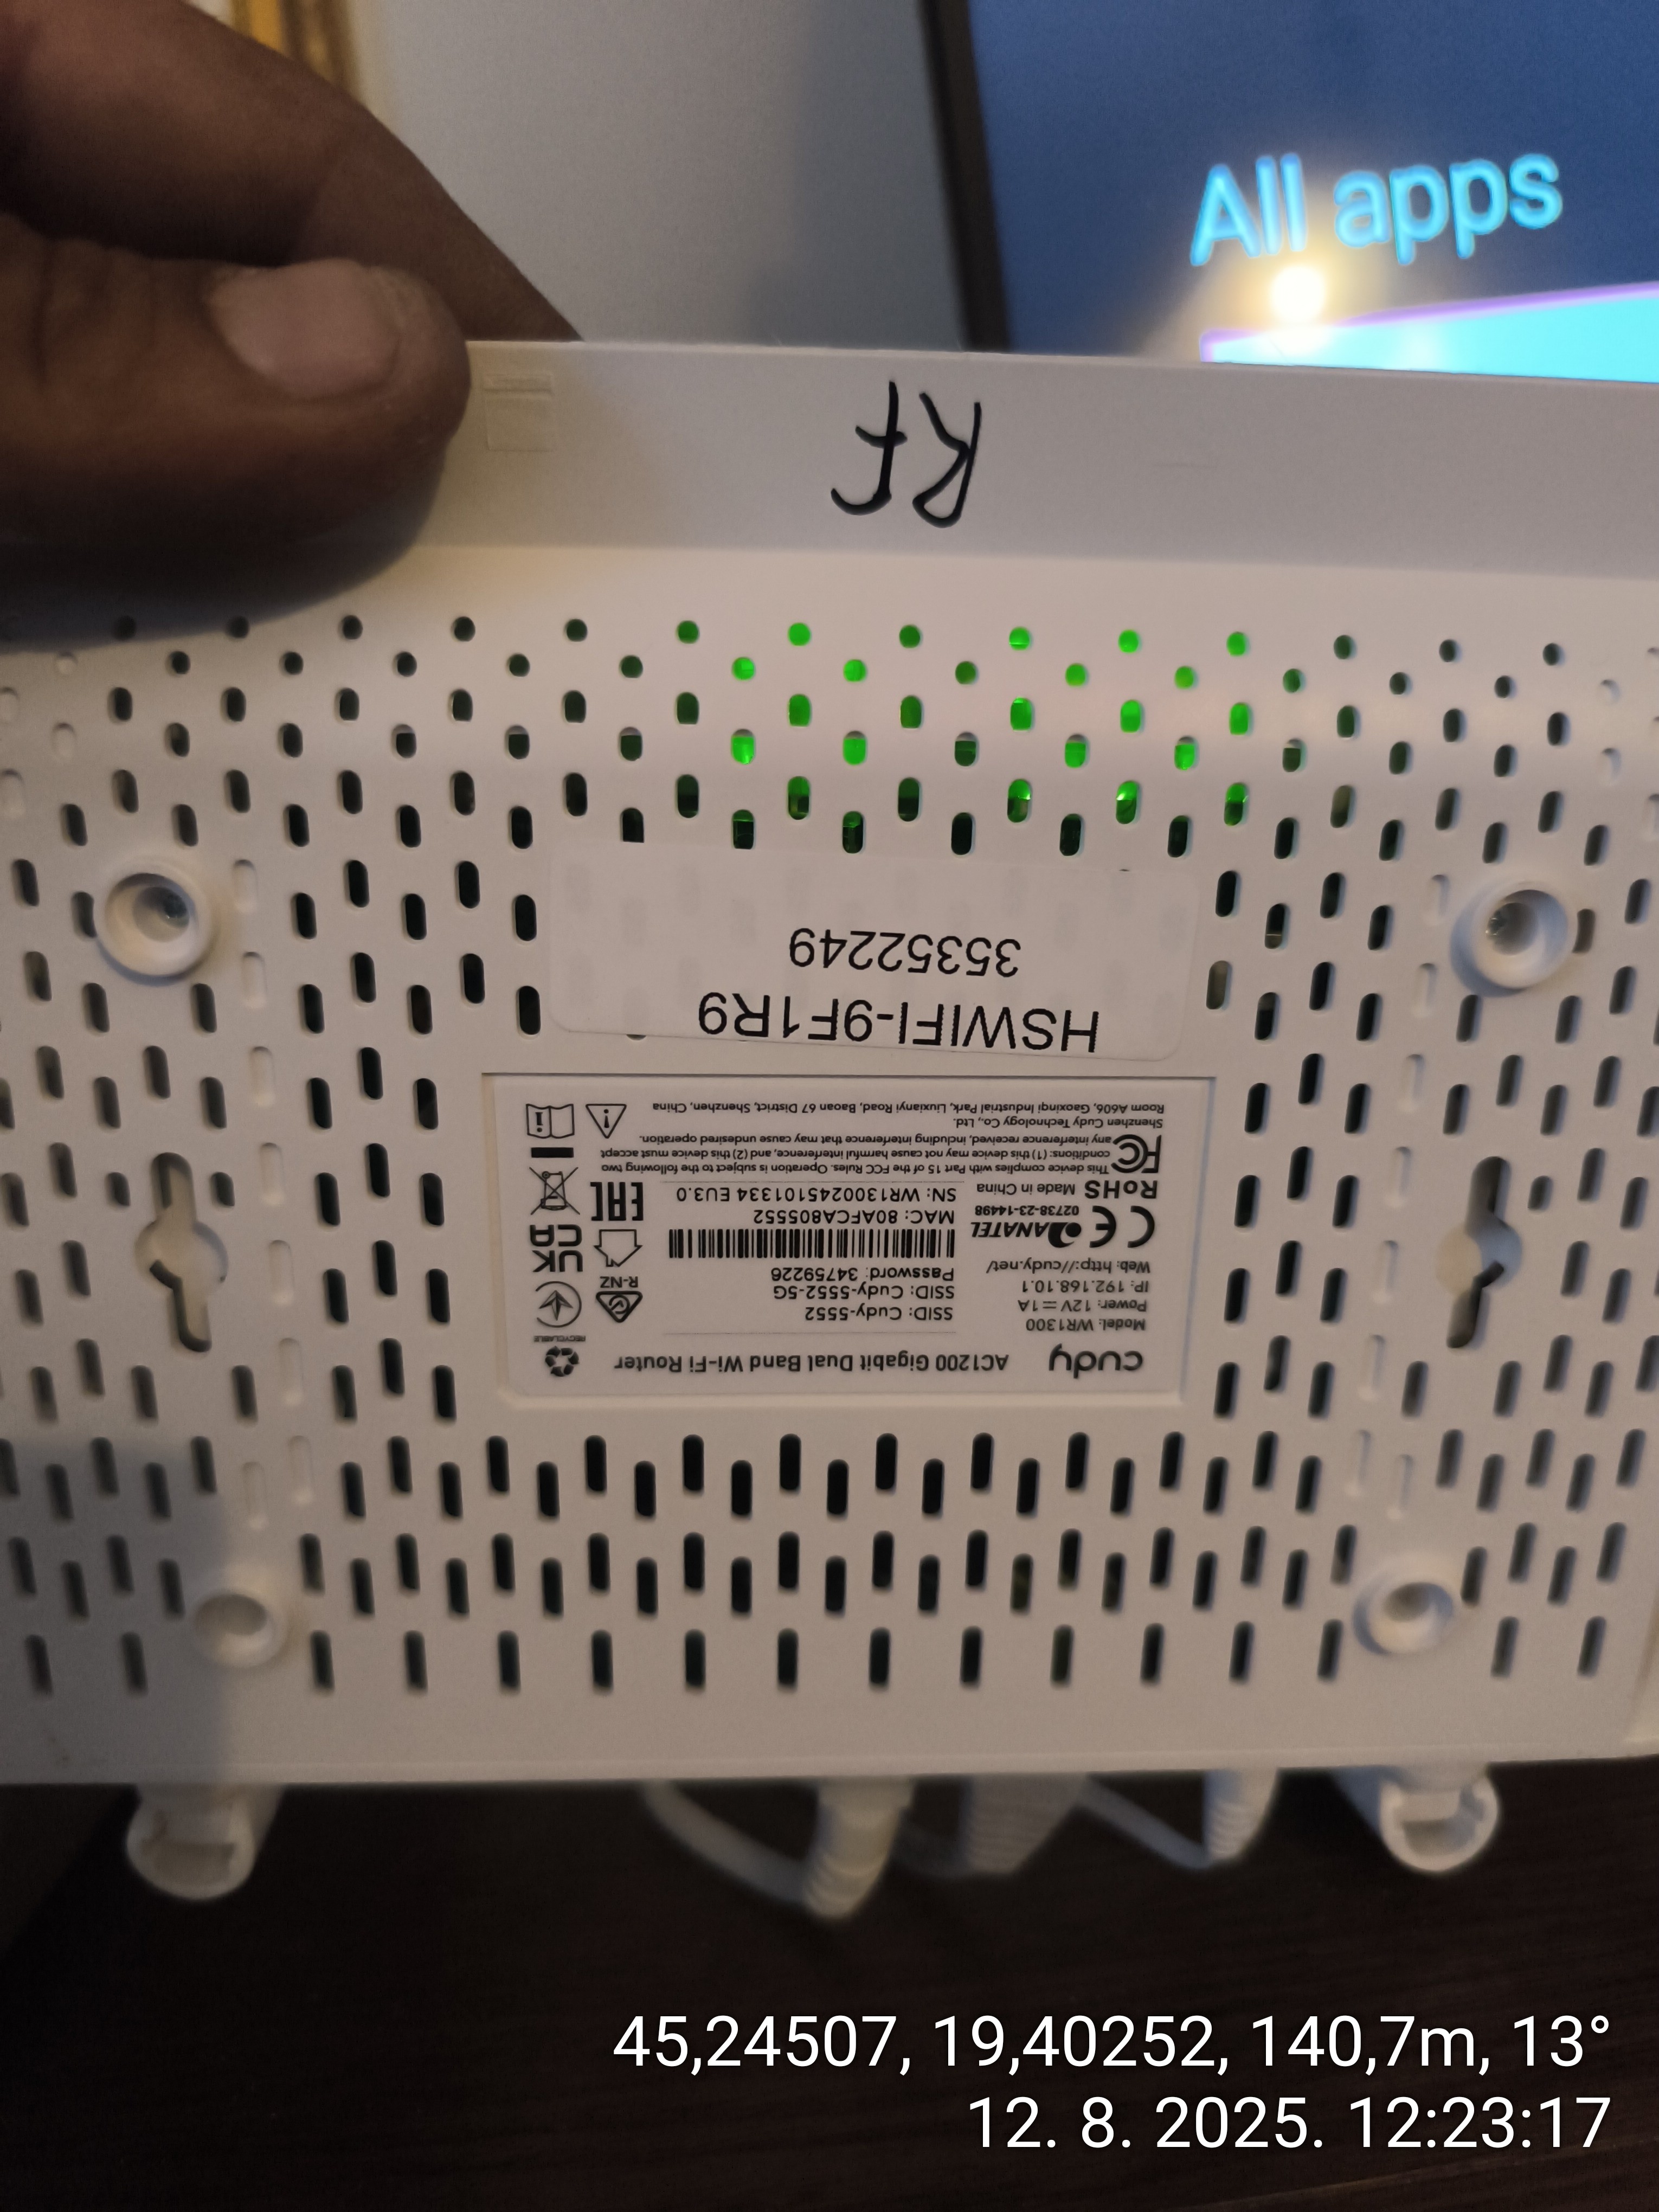 All apps
Rf
35352249
HSWIFI-9F1R9
cudy AC1200 Gigabit Dual Band Wi-Fi Router
Model: WR1300
Power: 12V⎓1A
IP: 192.168.10.1
Web: http://cudy.net/
SSID: Cudy-5552
SSID: Cudy-5552-5G
Password: 34759226
MAC: 80AFCA805552
SN: WR1300245101334 EU3.0
RECYCLABLE
R-NZ
UK CA
EAC
CE ANATEL
02738-23-14498
RoHS Made in China
FC This device complies with Part 15 of the FCC Rules. Operation is subject to the following two
conditions: (1) this device may not cause harmful interference, and (2) this device must accept
any interference received, including interference that may cause undesired operation.
Shenzhen Cudy Technology Co., Ltd.
Room A606, Gaoxinqi Industrial Park, Liuxianyi Road, Baoan 67 District, Shenzhen, China
45,24507, 19,40252, 140,7m, 13°
12. 8. 2025. 12:23:17